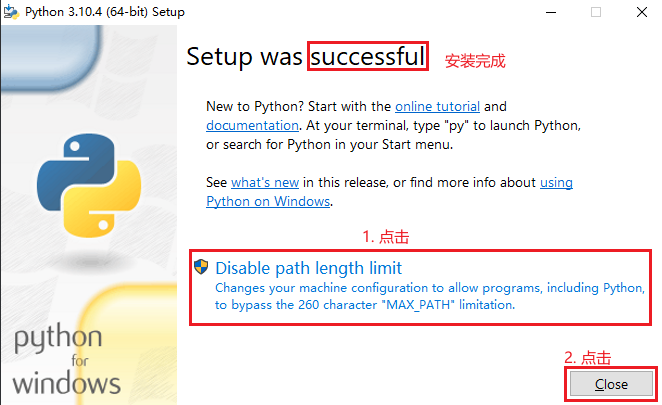 Python 3.10.4 (64-bit) Setup
Setup was successful 安装完成
New to Python? Start with the online tutorial and
documentation. At your terminal, type "py" to launch Python,
or search for Python in your Start menu.
See what's new in this release, or find more info about using
Python on Windows.
1. 点击
Disable path length limit
Changes your machine configuration to allow programs, including Python,
to bypass the 260 character "MAX_PATH" limitation.
python
for
windows
2. 点击
Close